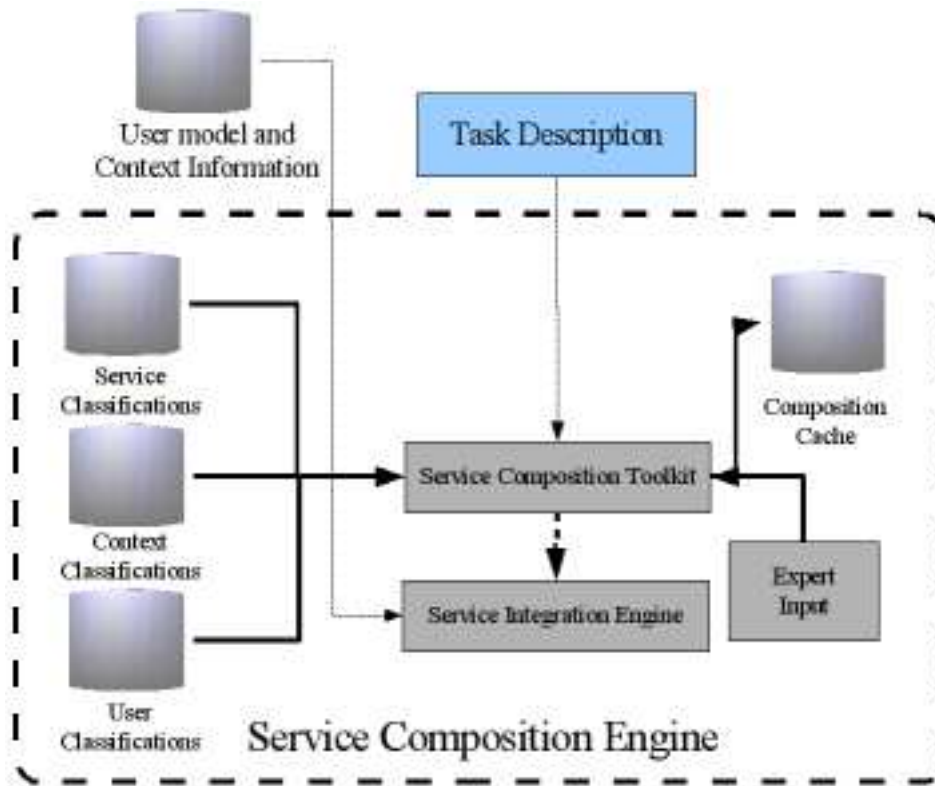 User model and
Context Information
Task Description
Service
Classifications
Composition
Cache
Service Composition Toolkit
Context
Classifications
Expert
Input
Service Integration Engine
User
Classifications
Service Composition Engine